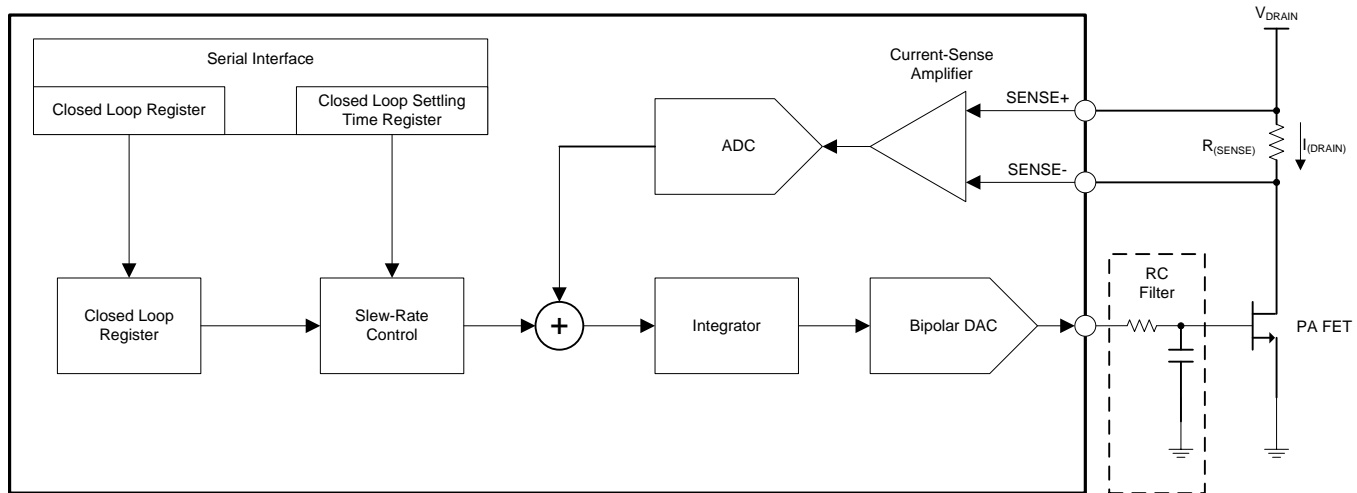 V_DRAIN
Serial Interface
Closed Loop Register
Closed Loop Settling
Time Register
Current-Sense
Amplifier
SENSE+
ADC
R_(SENSE)
I_(DRAIN)
SENSE-
RC
Filter
Closed Loop
Register
Slew-Rate
Control
+
Integrator
Bipolar DAC
PA FET